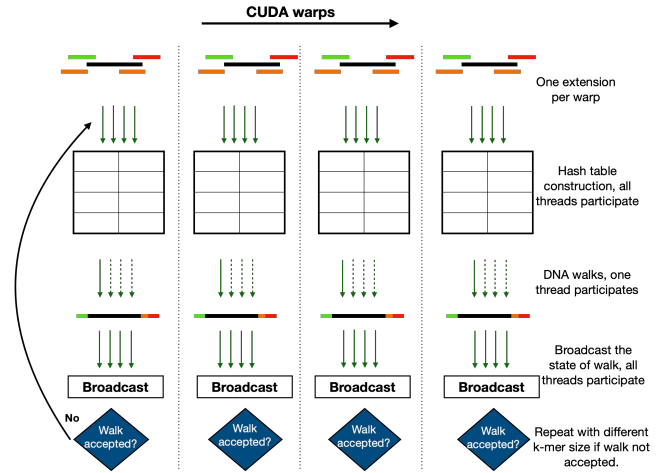 CUDA warps
One extension
per warp
Hash table
construction, all
threads participate
DNA walks, one
thread participates
Broadcast the
state of walk, all
threads participate
Broadcast
Broadcast
Broadcast
Broadcast
No
Walk
accepted?
Walk
accepted?
Walk
accepted?
Walk
accepted?
Repeat with different
k-mer size if walk not
accepted.